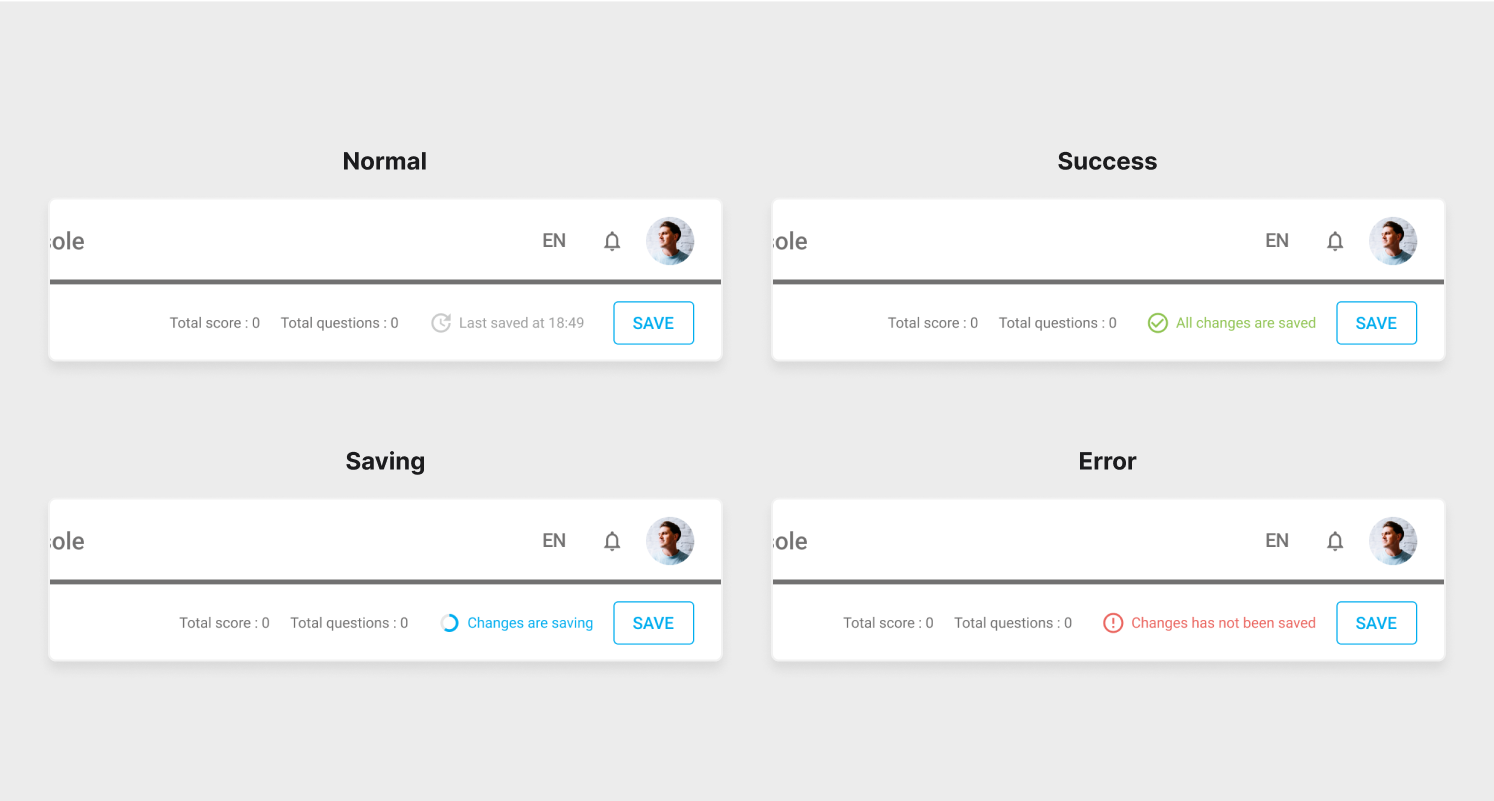 Normal
Success
sole
EN
sole
EN
Total score : 0 Total questions : 0 Last saved at 18:49 SAVE
Total score : 0 Total questions : 0 All changes are saved SAVE
Saving
Error
sole
EN
sole
EN
Total score : 0 Total questions : 0 Changes are saving SAVE
Total score : 0 Total questions : 0 Changes has not been saved SAVE